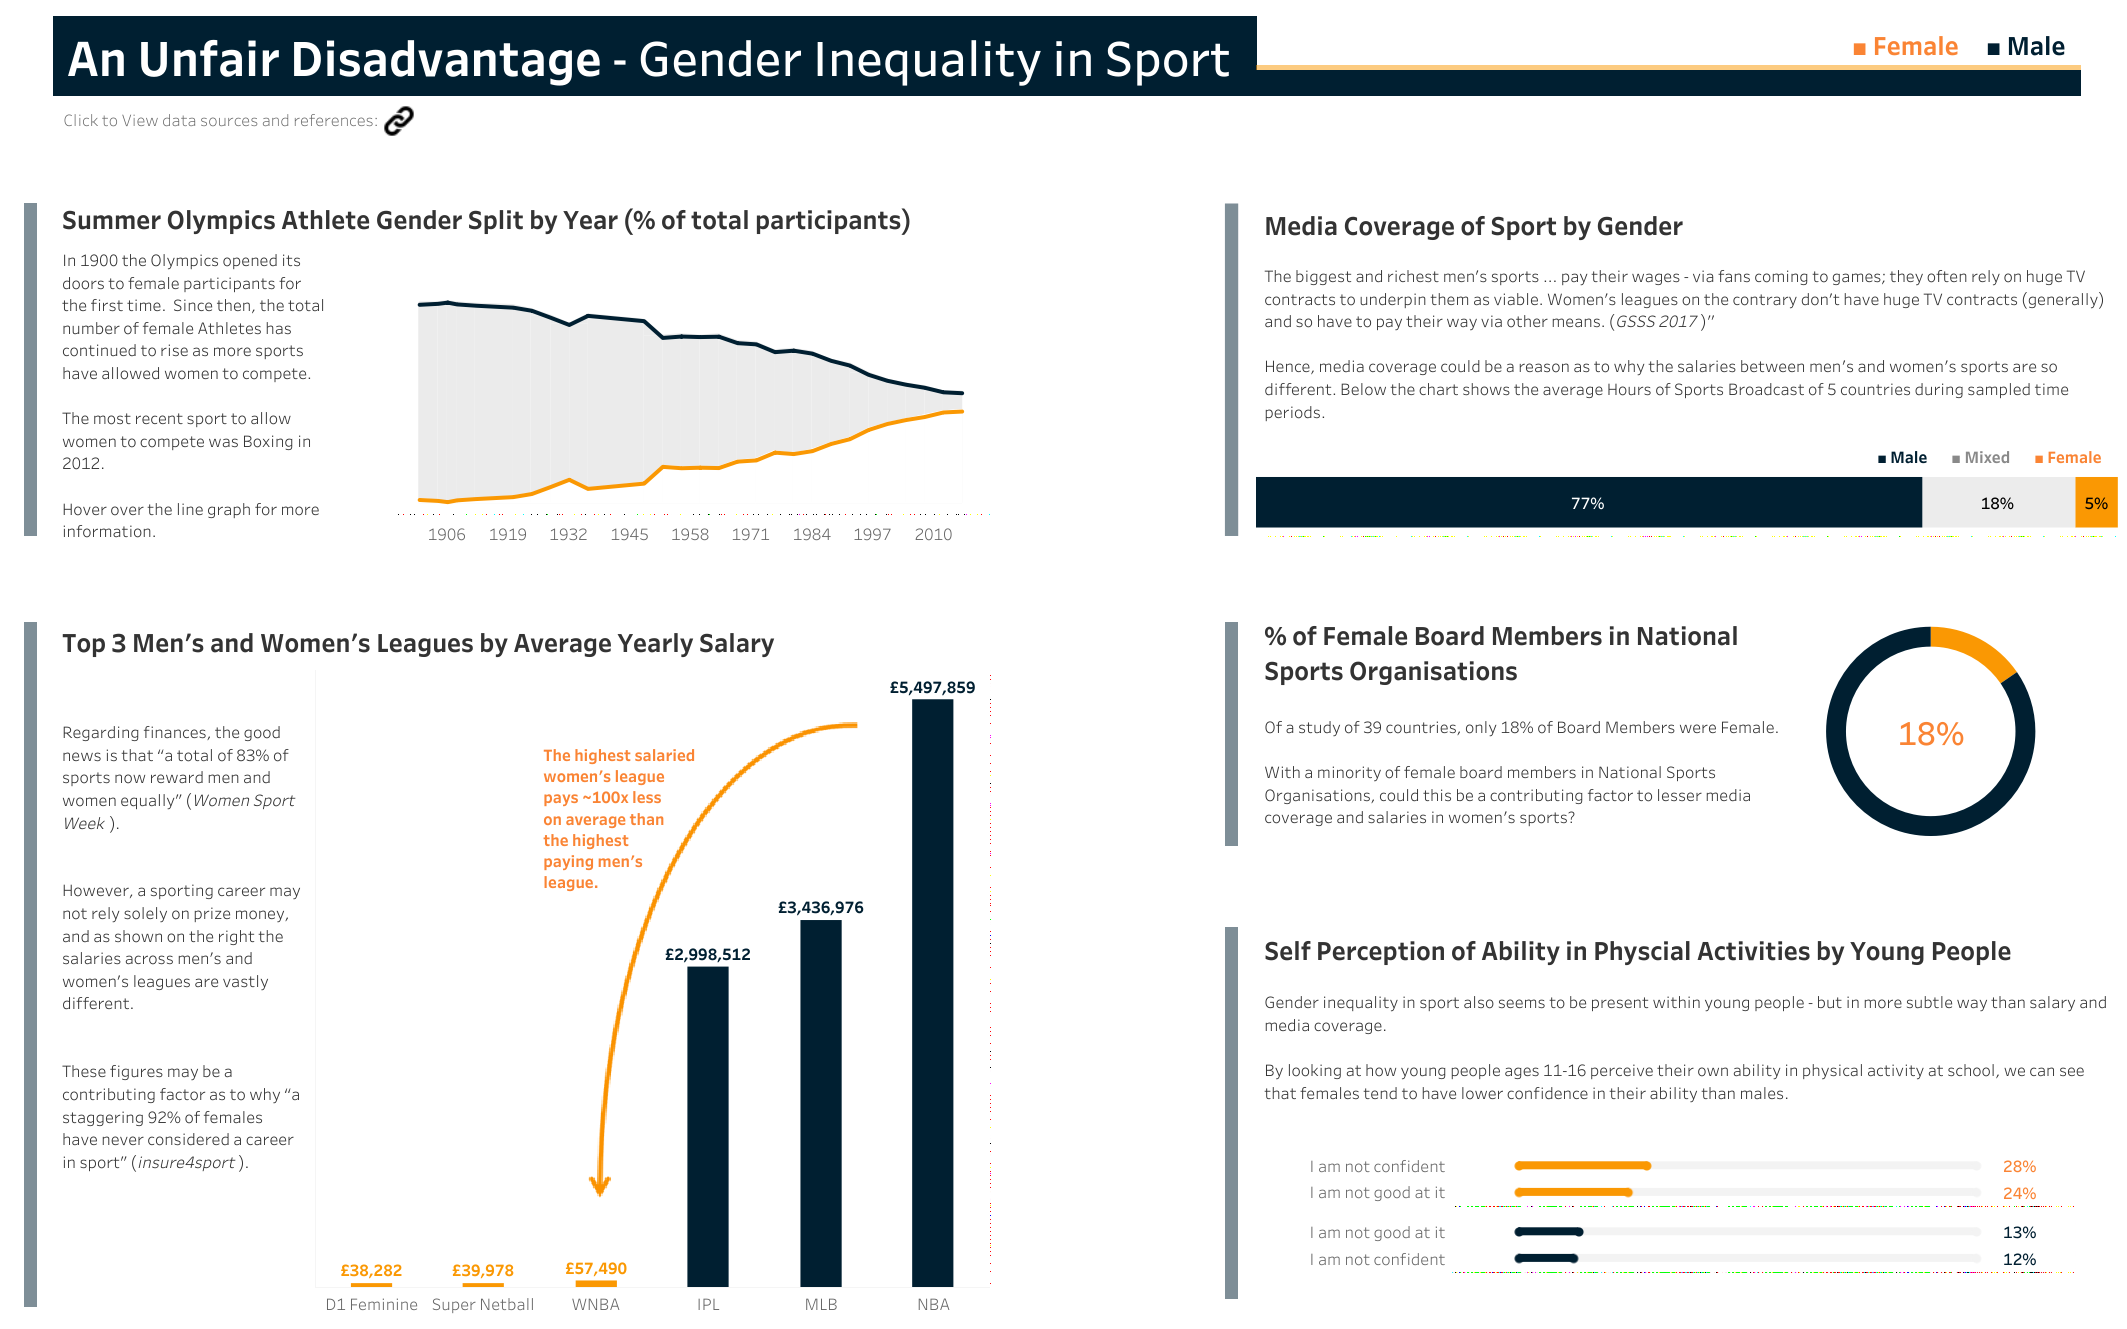 An Unfair Disadvantage - Gender Inequality in Sport
■ Female ■ Male
Click to View data sources and references:
Summer Olympics Athlete Gender Split by Year (% of total participants)
In 1900 the Olympics opened its
doors to female participants for
the first time. Since then, the total
number of female Athletes has
continued to rise as more sports
have allowed women to compete.
The most recent sport to allow
women to compete was Boxing in
2012.
Hover over the line graph for more
information.
1906 1919 1932 1945 1958 1971 1984 1997 2010
Media Coverage of Sport by Gender
The biggest and richest men’s sports ... pay their wages - via fans coming to games; they often rely on huge TV
contracts to underpin them as viable. Women’s leagues on the contrary don’t have huge TV contracts (generally)
and so have to pay their way via other means. (GSSS 2017 )”
Hence, media coverage could be a reason as to why the salaries between men’s and women’s sports are so
different. Below the chart shows the average Hours of Sports Broadcast of 5 countries during sampled time
periods.
■ Male ■ Mixed ■ Female
77% 18% 5%
Top 3 Men’s and Women’s Leagues by Average Yearly Salary
Regarding finances, the good
news is that “a total of 83% of
sports now reward men and
women equally” (Women Sport
Week ).
However, a sporting career may
not rely solely on prize money,
and as shown on the right the
salaries across men’s and
women’s leagues are vastly
different.
These figures may be a
contributing factor as to why “a
staggering 92% of females
have never considered a career
in sport” (insure4sport ).
The highest salaried
women’s league
pays ~100x less
on average than
the highest
paying men’s
league.
£38,282 £39,978 £57,490 £2,998,512 £3,436,976 £5,497,859
D1 Feminine Super Netball WNBA IPL MLB NBA
% of Female Board Members in National
Sports Organisations
Of a study of 39 countries, only 18% of Board Members were Female.
With a minority of female board members in National Sports
Organisations, could this be a contributing factor to lesser media
coverage and salaries in women’s sports?
18%
Self Perception of Ability in Physcial Activities by Young People
Gender inequality in sport also seems to be present within young people - but in more subtle way than salary and
media coverage.
By looking at how young people ages 11-16 perceive their own ability in physical activity at school, we can see
that females tend to have lower confidence in their ability than males.
I am not confident 28%
I am not good at it 24%
I am not good at it 13%
I am not confident 12%